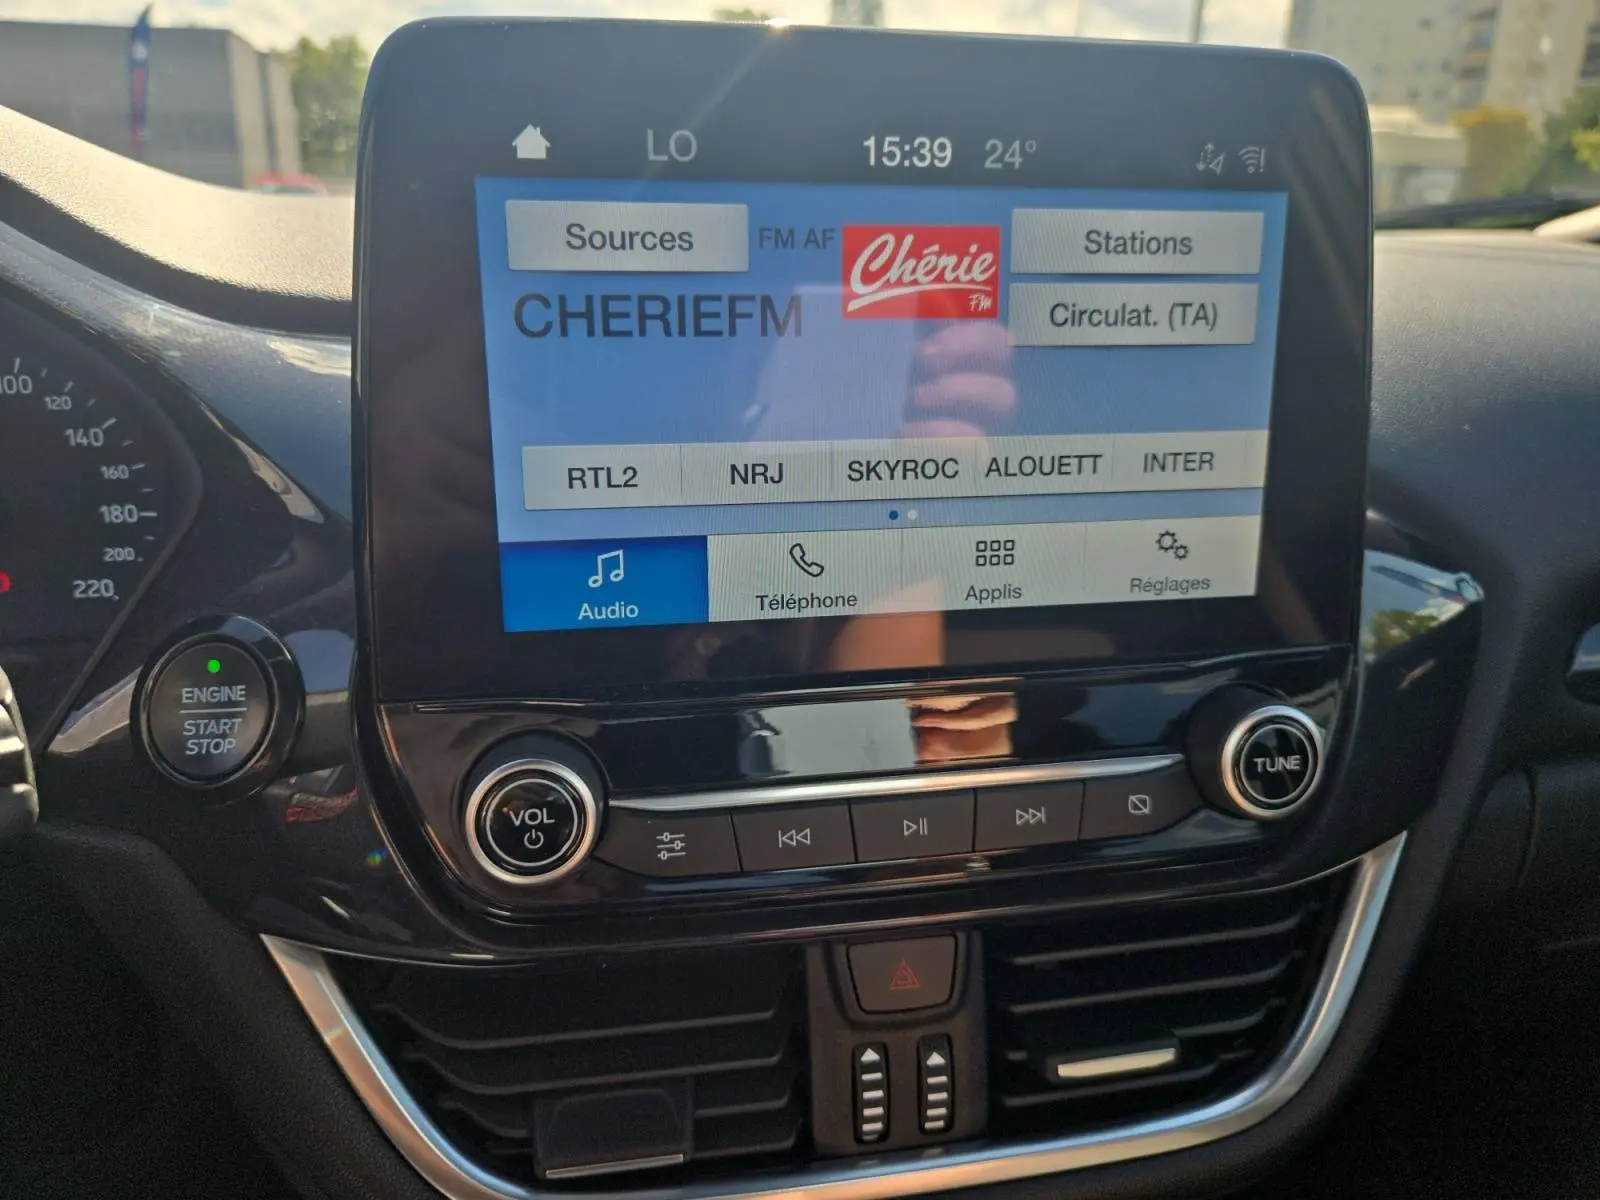 LO
15:39
24°
Sources
FM AF
Chérie
FM
Stations
CHERIEFM
Circulat. (TA)
RTL2
NRJ
SKYROC
ALOUETT
INTER
Audio
Téléphone
Applis
Réglages
100
120
140
160
180
200
220
ENGINE
START
STOP
VOL
TUNE